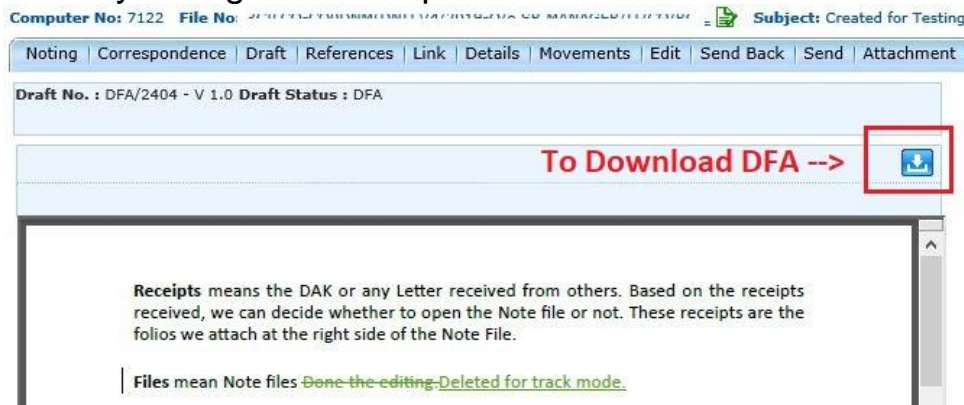 Computer No: 7122 File No: Subject: Created for Testing
Noting | Correspondence | Draft | References | Link | Details | Movements | Edit | Send Back | Send | Attachment
Draft No. : DFA/2404 - V 1.0 Draft Status : DFA
To Download DFA -->
Receipts means the DAK or any Letter received from others. Based on the receipts
received, we can decide whether to open the Note file or not. These receipts are the
folios we attach at the right side of the Note File.
Files mean Note files Done the editing.Deleted for track mode.